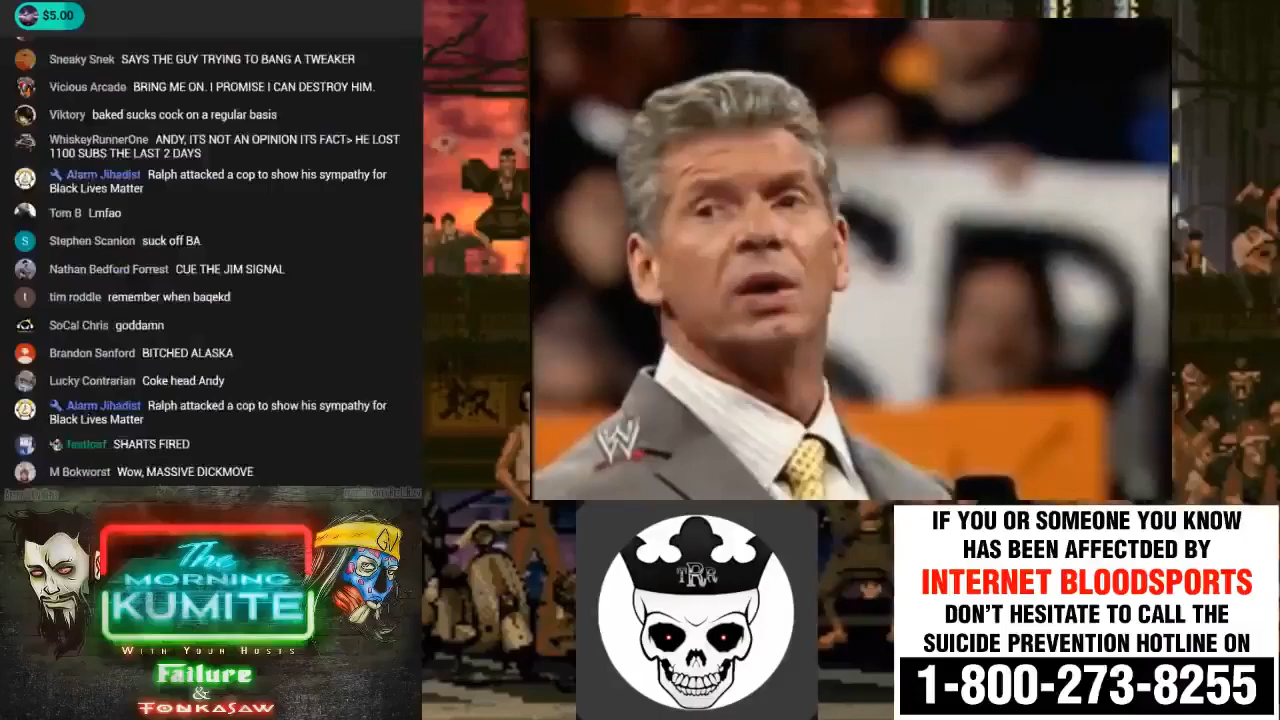 $5.00
Sneaky Snek SAYS THE GUY TRYING TO BANG A TWEAKER
Vicious Arcade BRING ME ON. I PROMISE I CAN DESTROY HIM.
Viktory baked sucks cock on a regular basis
WhiskeyRunnerOne ANDY, ITS NOT AN OPINION ITS FACT> HE LOST
1100 SUBS THE LAST 2 DAYS
Alarm Jihadist Ralph attacked a cop to show his sympathy for
Black Lives Matter
Tom B Lmfao
S
Stephen Scanlon suck off BA
Nathan Bedford Forrest CUE THE JIM SIGNAL
t
tim roddle remember when baqekd
SoCal Chris goddamn
Brandon Sanford BITCHED ALASKA
Lucky Contrarian Coke head Andy
Alarm Jihadist Ralph attacked a cop to show his sympathy for
Black Lives Matter
SHARTS FIRED
M Bokworst Wow, MASSIVE DICKMOVE
W
The
MORNING
KUMITE
WITH YOUR HOSTS
Failure
&
TONKASAW
TRR
IF YOU OR SOMEONE YOU KNOW
HAS BEEN AFFECTDED BY
INTERNET BLOODSPORTS
DON'T HESITATE TO CALL THE
SUICIDE PREVENTION HOTLINE ON
1-800-273-8255